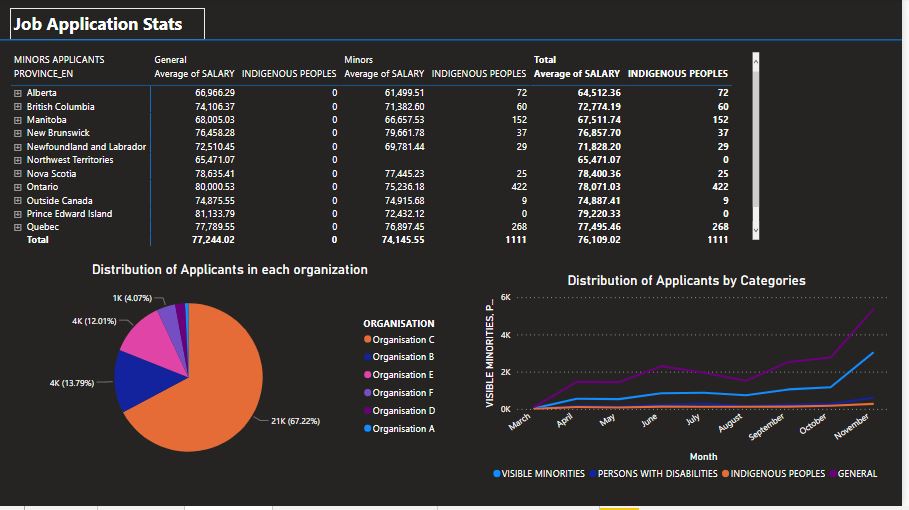 Job Application Stats
MINORS APPLICANTS General Minors Total
PROVINCE_EN Average of SALARY INDIGENOUS PEOPLES Average of SALARY INDIGENOUS PEOPLES Average of SALARY INDIGENOUS PEOPLES
Alberta 66,966.29 0 61,499.51 72 64,512.36 72
British Columbia 74,106.37 0 71,382.60 60 72,774.19 60
Manitoba 68,005.03 0 66,657.53 152 67,511.74 152
New Brunswick 76,458.28 0 79,661.78 37 76,857.70 37
Newfoundland and Labrador 72,510.45 0 69,781.44 29 71,828.20 29
Northwest Territories 65,471.07 0 65,471.07 0
Nova Scotia 78,635.41 0 77,445.23 25 78,400.36 25
Ontario 80,000.53 0 75,236.18 422 78,071.03 422
Outside Canada 74,875.55 0 74,915.68 9 74,887.41 9
Prince Edward Island 81,133.79 0 72,432.12 0 79,220.33 0
Quebec 77,789.55 0 76,897.45 268 77,495.46 268
Total 77,244.02 0 74,145.55 1111 76,109.02 1111
Distribution of Applicants in each organization
1K (4.07%)
4K (12.01%)
4K (13.79%)
21K (67.22%)
ORGANISATION
Organisation C
Organisation B
Organisation E
Organisation F
Organisation D
Organisation A
Distribution of Applicants by Categories
VISIBLE MINORITIES, P...
6K
4K
2K
0K
March April May June July August September October November
Month
VISIBLE MINORITIES PERSONS WITH DISABILITIES INDIGENOUS PEOPLES GENERAL